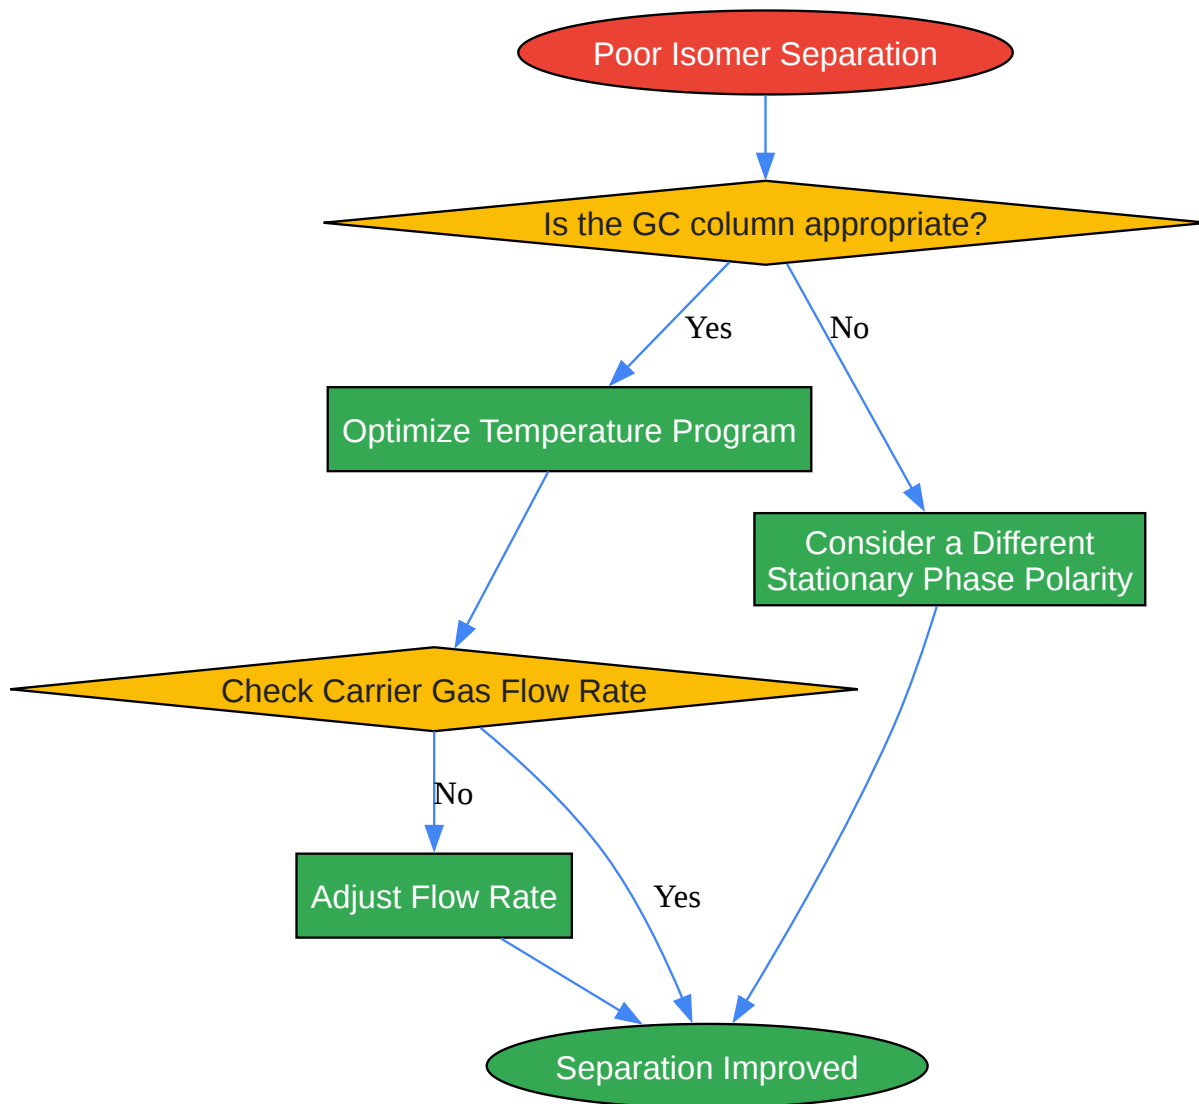 Poor Isomer Separation
Is the GC column appropriate?
Yes
No
Optimize Temperature Program
Consider a Different
Stationary Phase Polarity
Check Carrier Gas Flow Rate
No
Adjust Flow Rate
Yes
Separation Improved